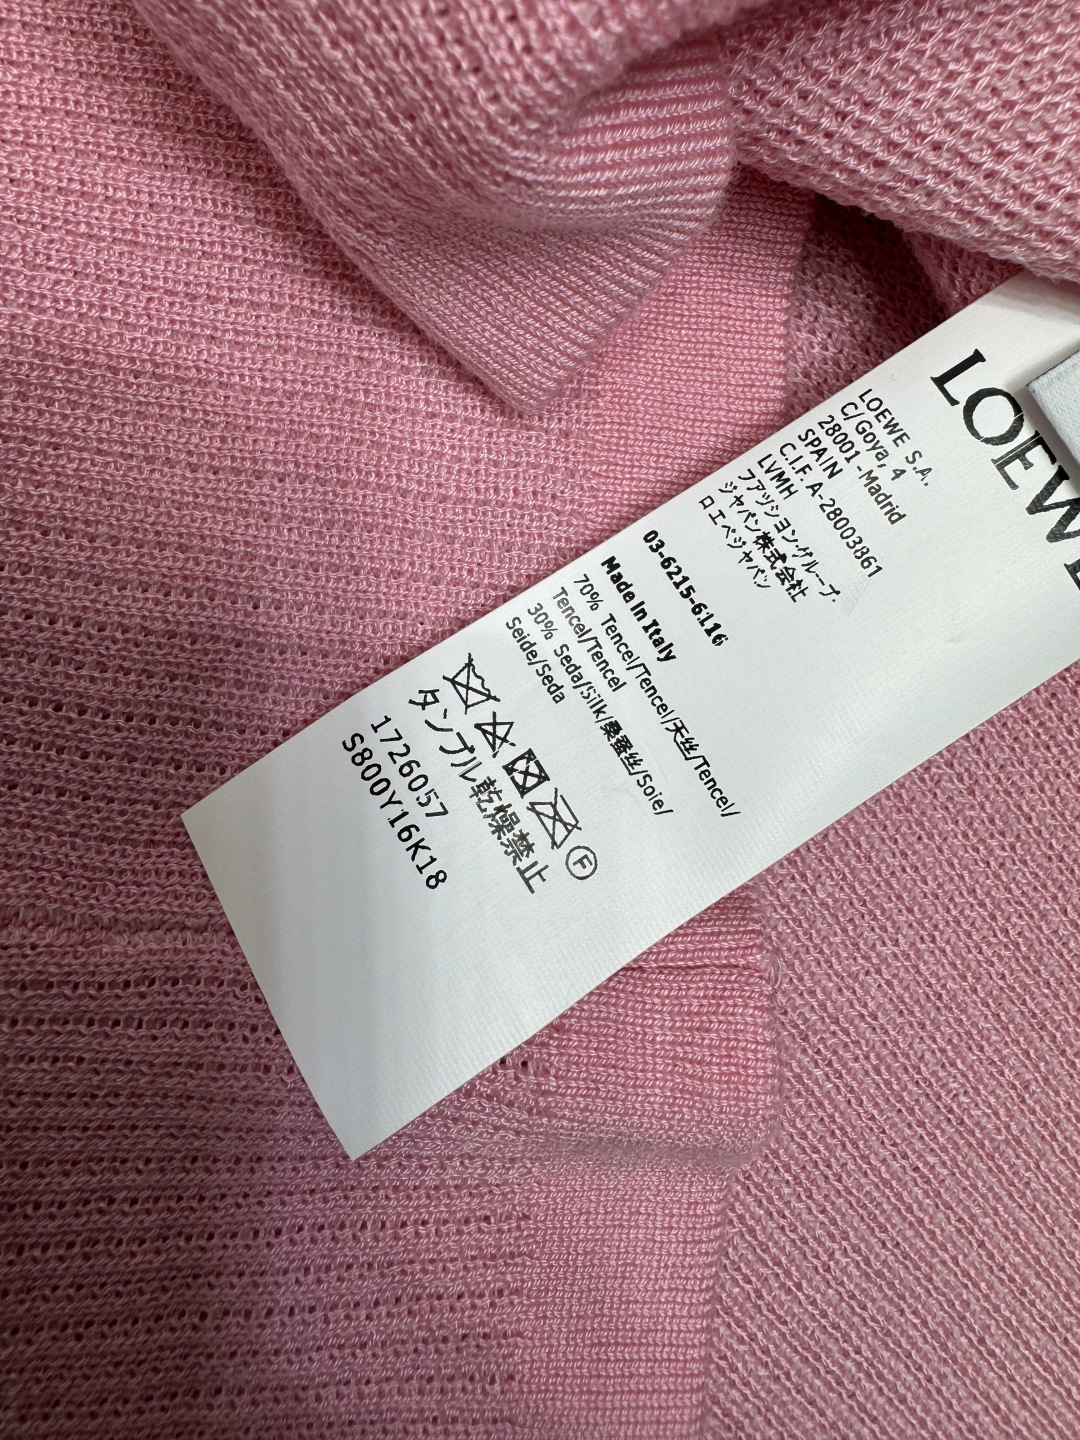 LOEWE
LOEWE S.A.
C/Goya, 4
28001 -Madrid
SPAIN
C.I.F. A-28003861
LVMH
ファッショングループ・
ジャパン株式会社
ロエベジャパン
03-6215-6116
Made in Italy
70% Tencel/Tencel/天丝/Tencel/
Tencel/Tencel
30% Seda/Silk/桑蚕丝/Soie/
Seide/Seda
F
タンブル乾燥禁止
1726057
S800Y16K18